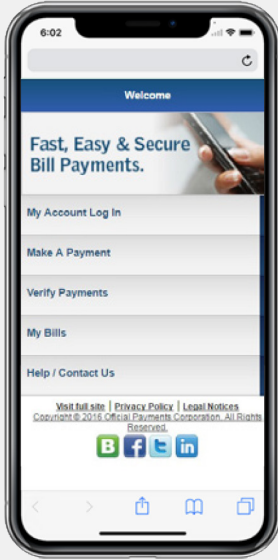 6:02
Welcome
Fast, Easy & Secure
Bill Payments.
My Account Log In
Make A Payment
Verify Payments
My Bills
Help / Contact Us
Visit full site | Privacy Policy | Legal Notices
Copyright © 2016 Official Payments Corporation. All Rights
Reserved.
B f t in